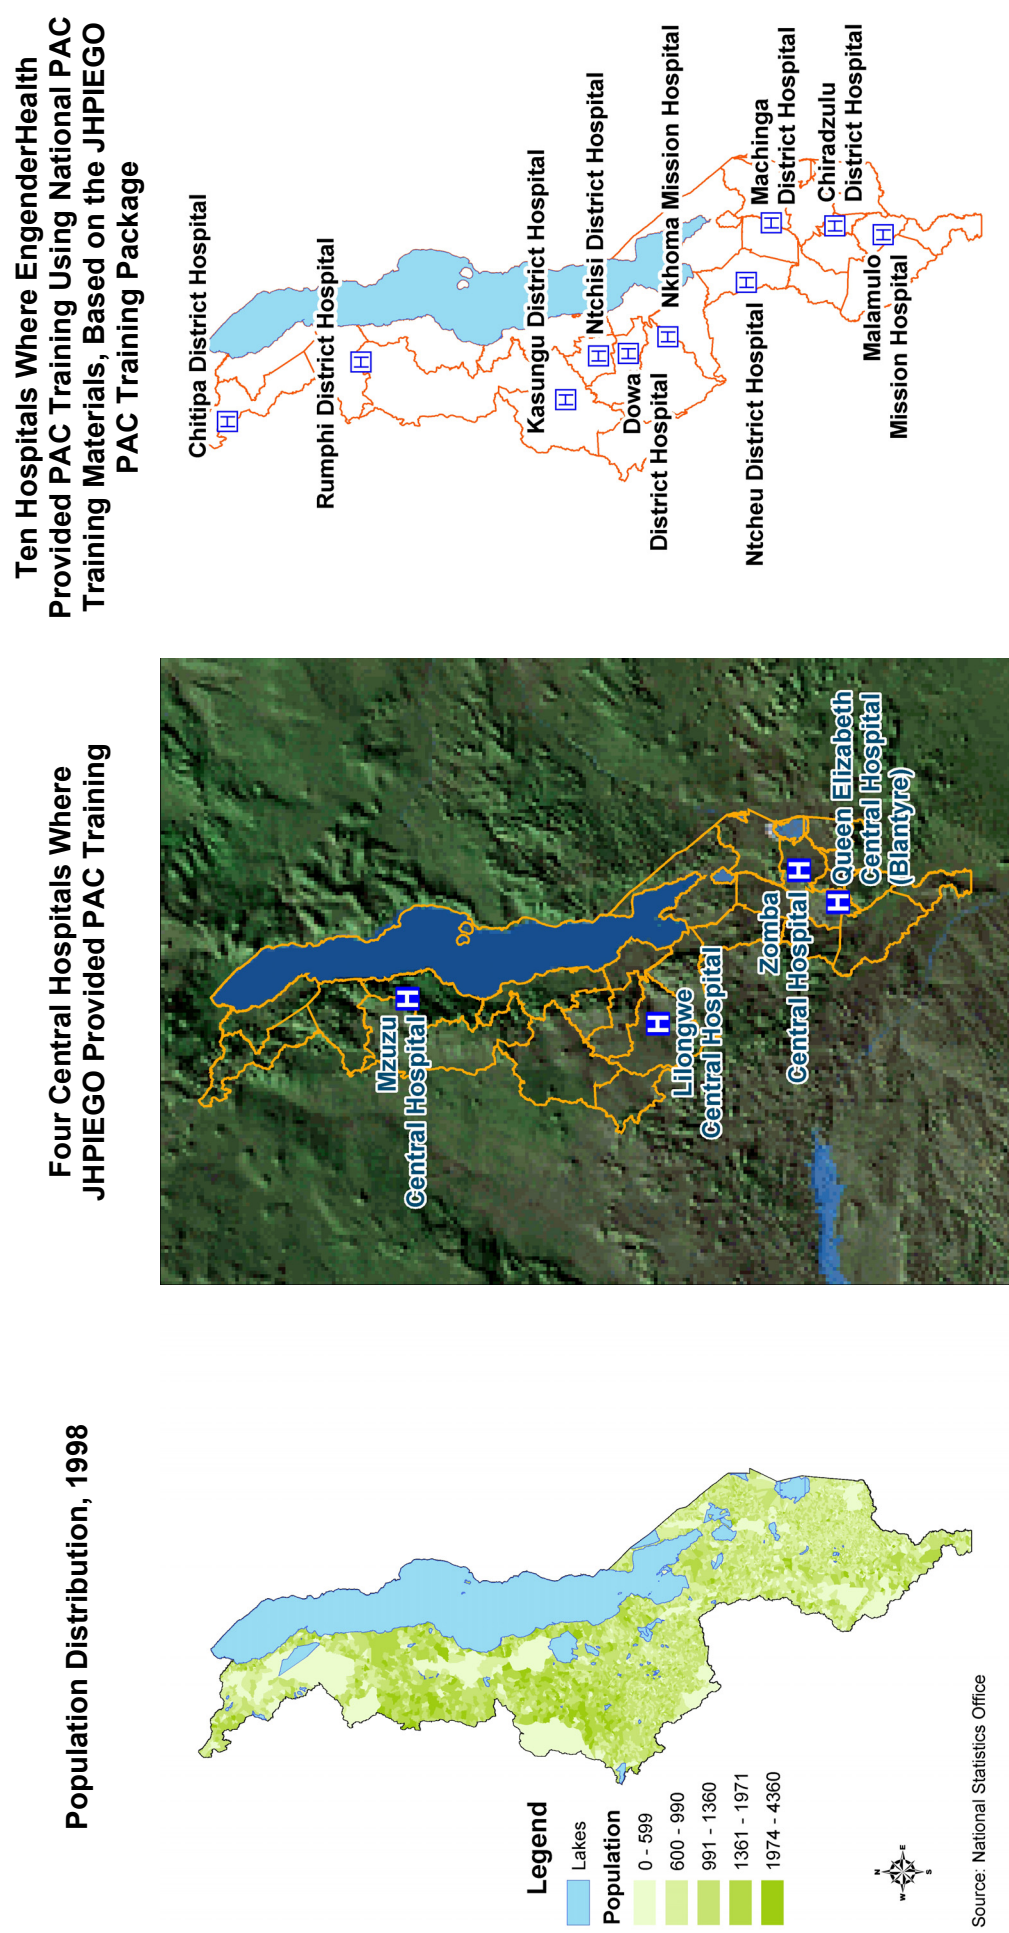 Population Distribution, 1998
Legend
Lakes
Population
0 - 599
600 - 990
991 - 1360
1361 - 1971
1974 - 4360
N
W
E
S
Source: National Statistics Office
Four Central Hospitals Where
JHPIEGO Provided PAC Training
Mzuzu
Central Hospital
Lilongwe
Central Hospital
Zomba
Central Hospital
Queen Elizabeth
Central Hospital
(Blantyre)
H
H
H
H
Ten Hospitals Where EngenderHealth
Provided PAC Training Using National PAC
Training Materials, Based on the JHPIEGO
PAC Training Package
Chitipa District Hospital
Rumphi District Hospital
Kasungu District Hospital
Ntchisi District Hospital
Dowa
District Hospital
Nkhoma Mission Hospital
Ntcheu District Hospital
Machinga
District Hospital
Chiradzulu
District Hospital
Malamulo
Mission Hospital
H
H
H
H
H
H
H
H
H
H